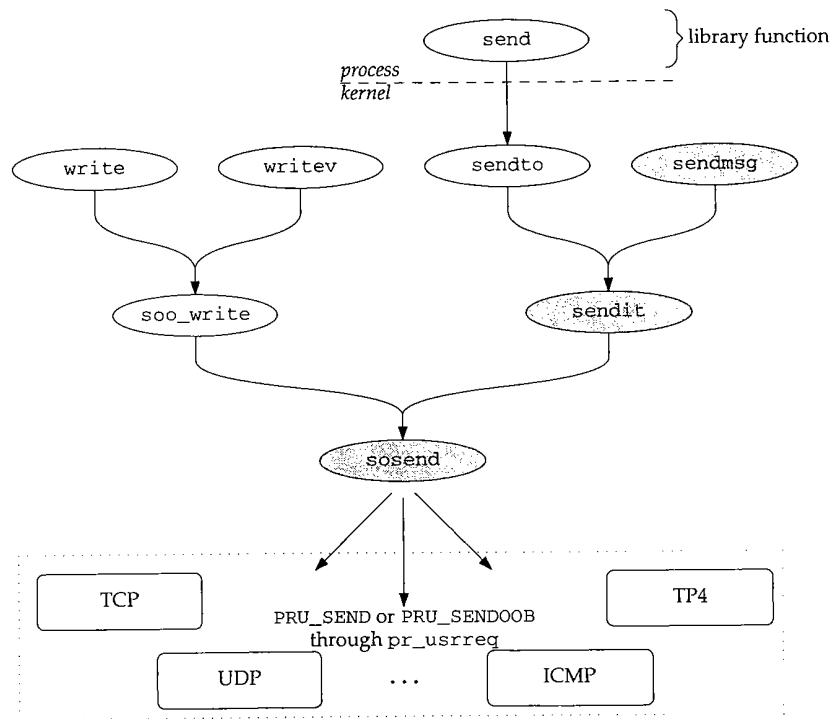 send
library function
process
kernel
write
writev
sendto
sendmsg
soo_write
sendit
sosend
TCP
TP4
PRU_SEND or PRU_SENDOOB
through pr_usrreq
UDP
...
ICMP